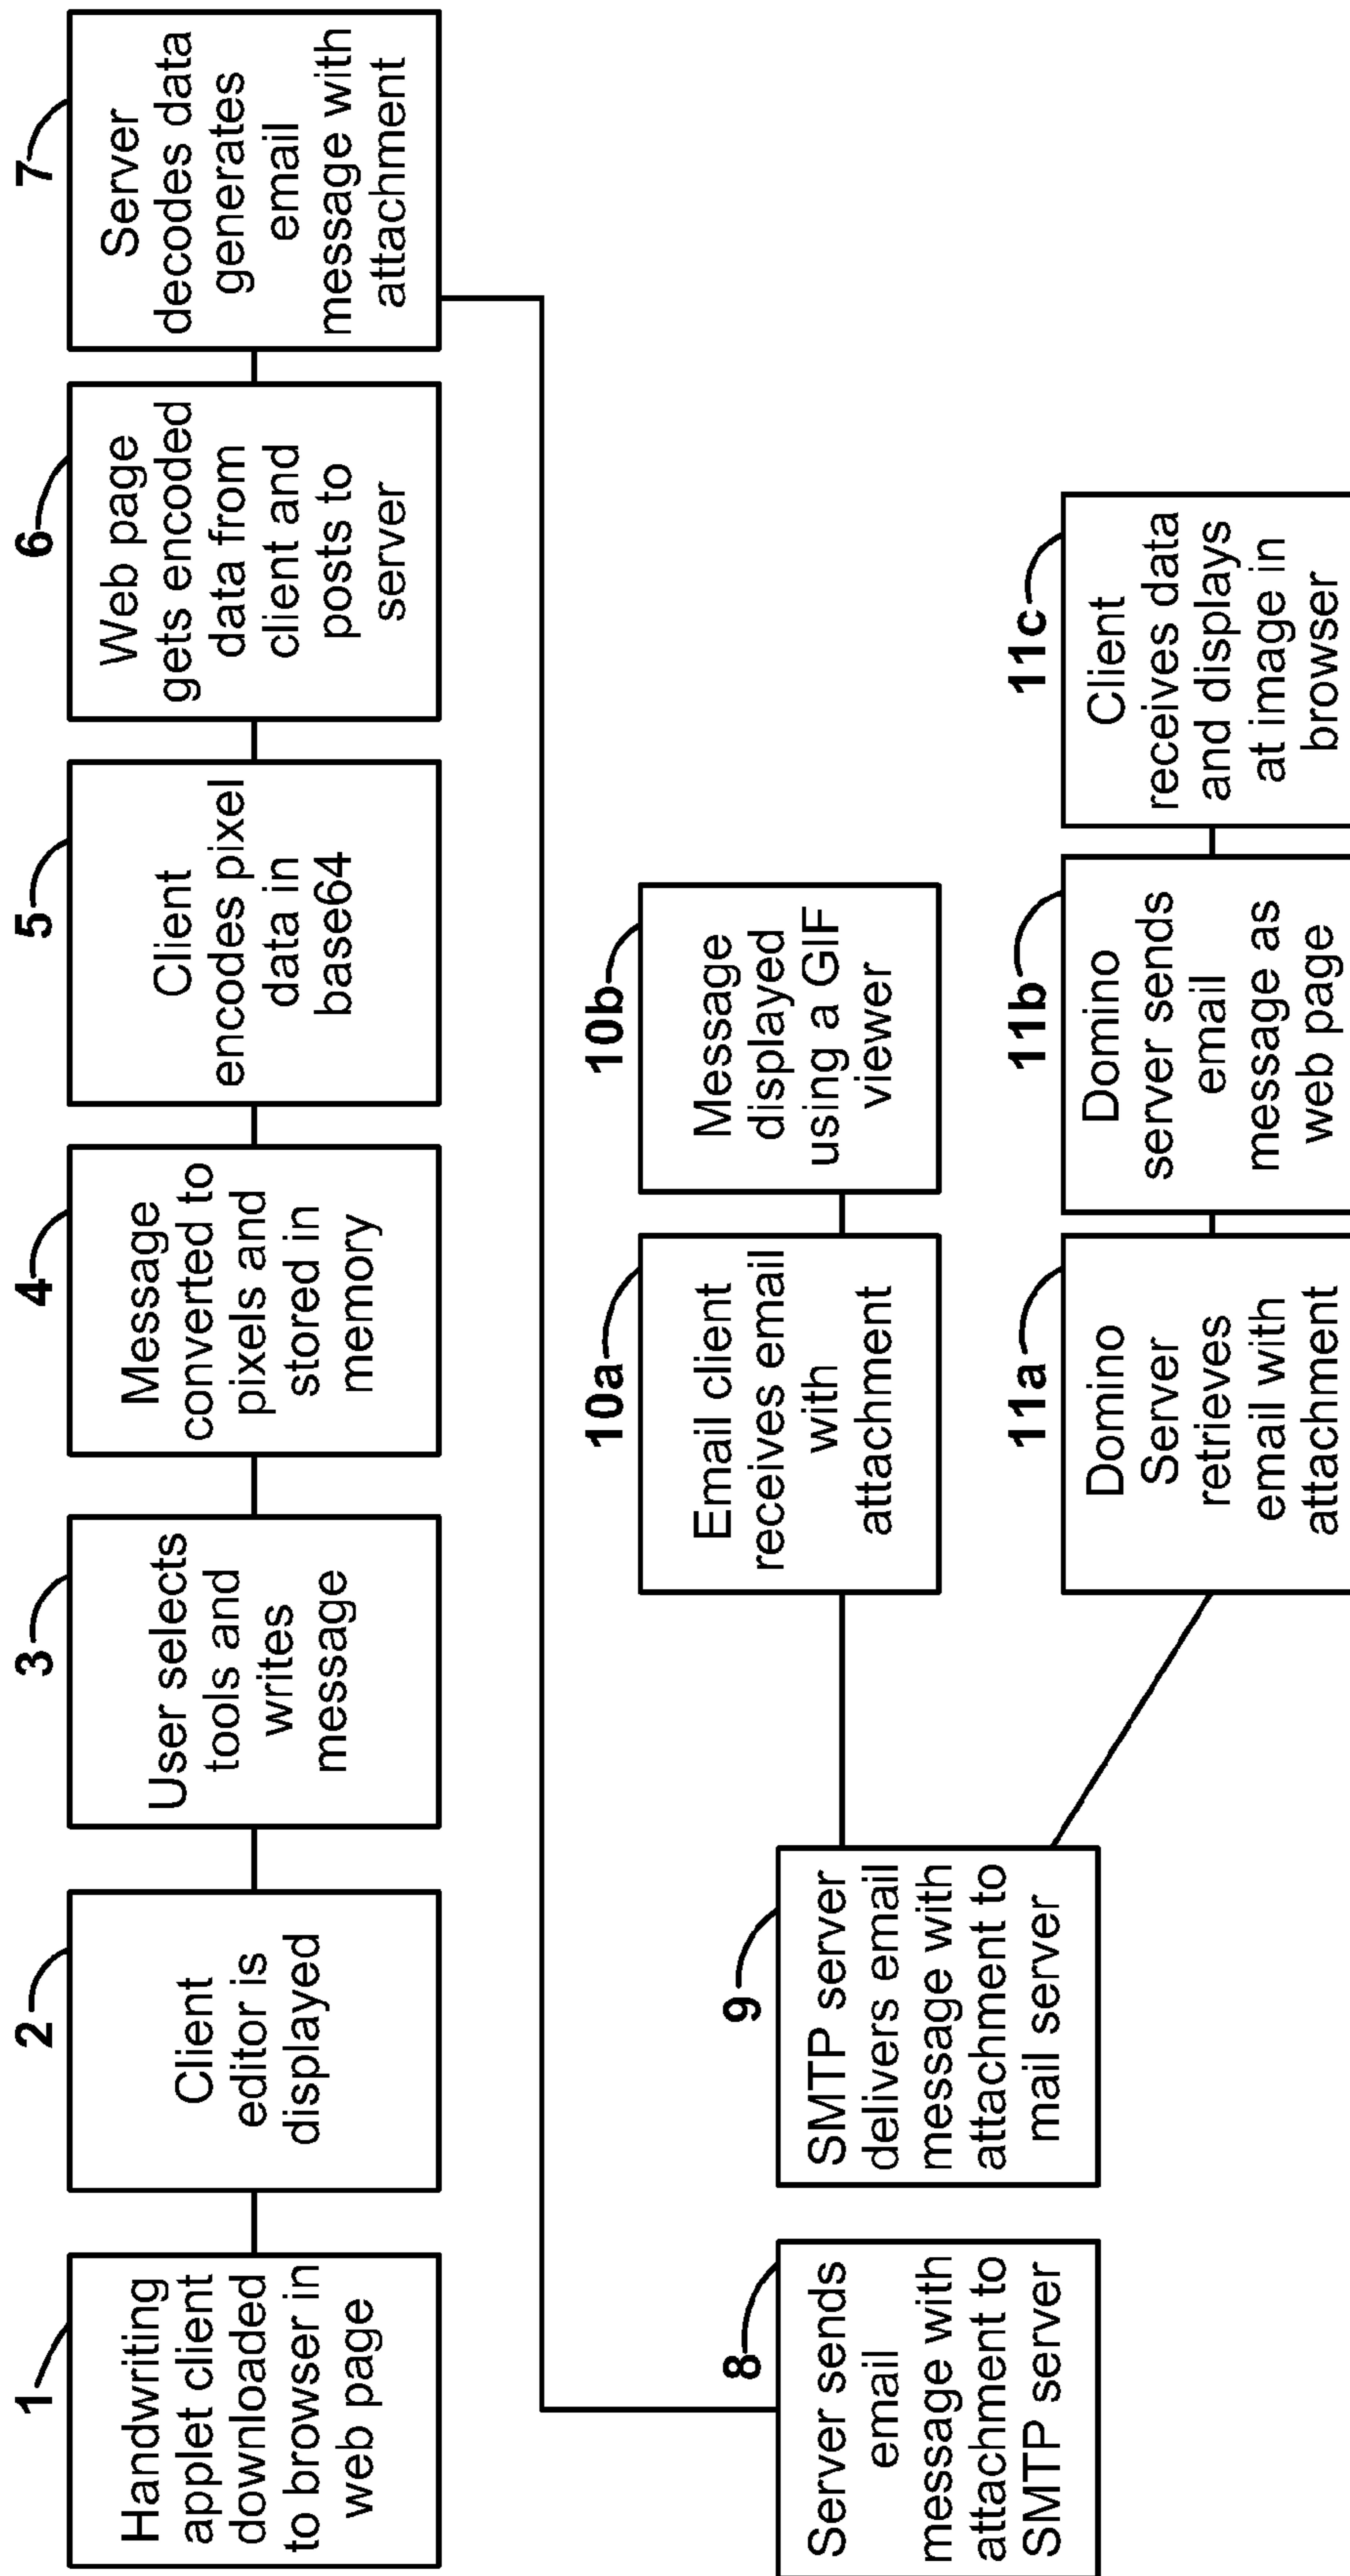 1
Handwriting
applet client
downloaded
to browser in
web page
2
Client
editor is
displayed
3
User selects
tools and
writes
message
4
Message
converted to
pixels and
stored in
memory
5
Client
encodes pixel
data in
base64
6
Web page
gets encoded
data from
client and
posts to
server
7
Server
decodes data
generates
email
message with
attachment
8
Server sends
email
message with
attachment to
SMTP server
9
SMTP server
delivers email
message with
attachment to
mail server
10a
Email client
receives email
with
attachment
10b
Message
displayed
using a GIF
viewer
11a
Domino
Server
retrieves
email with
attachment
11b
Domino
server sends
email
message as
web page
11c
Client
receives data
and displays
at image in
browser